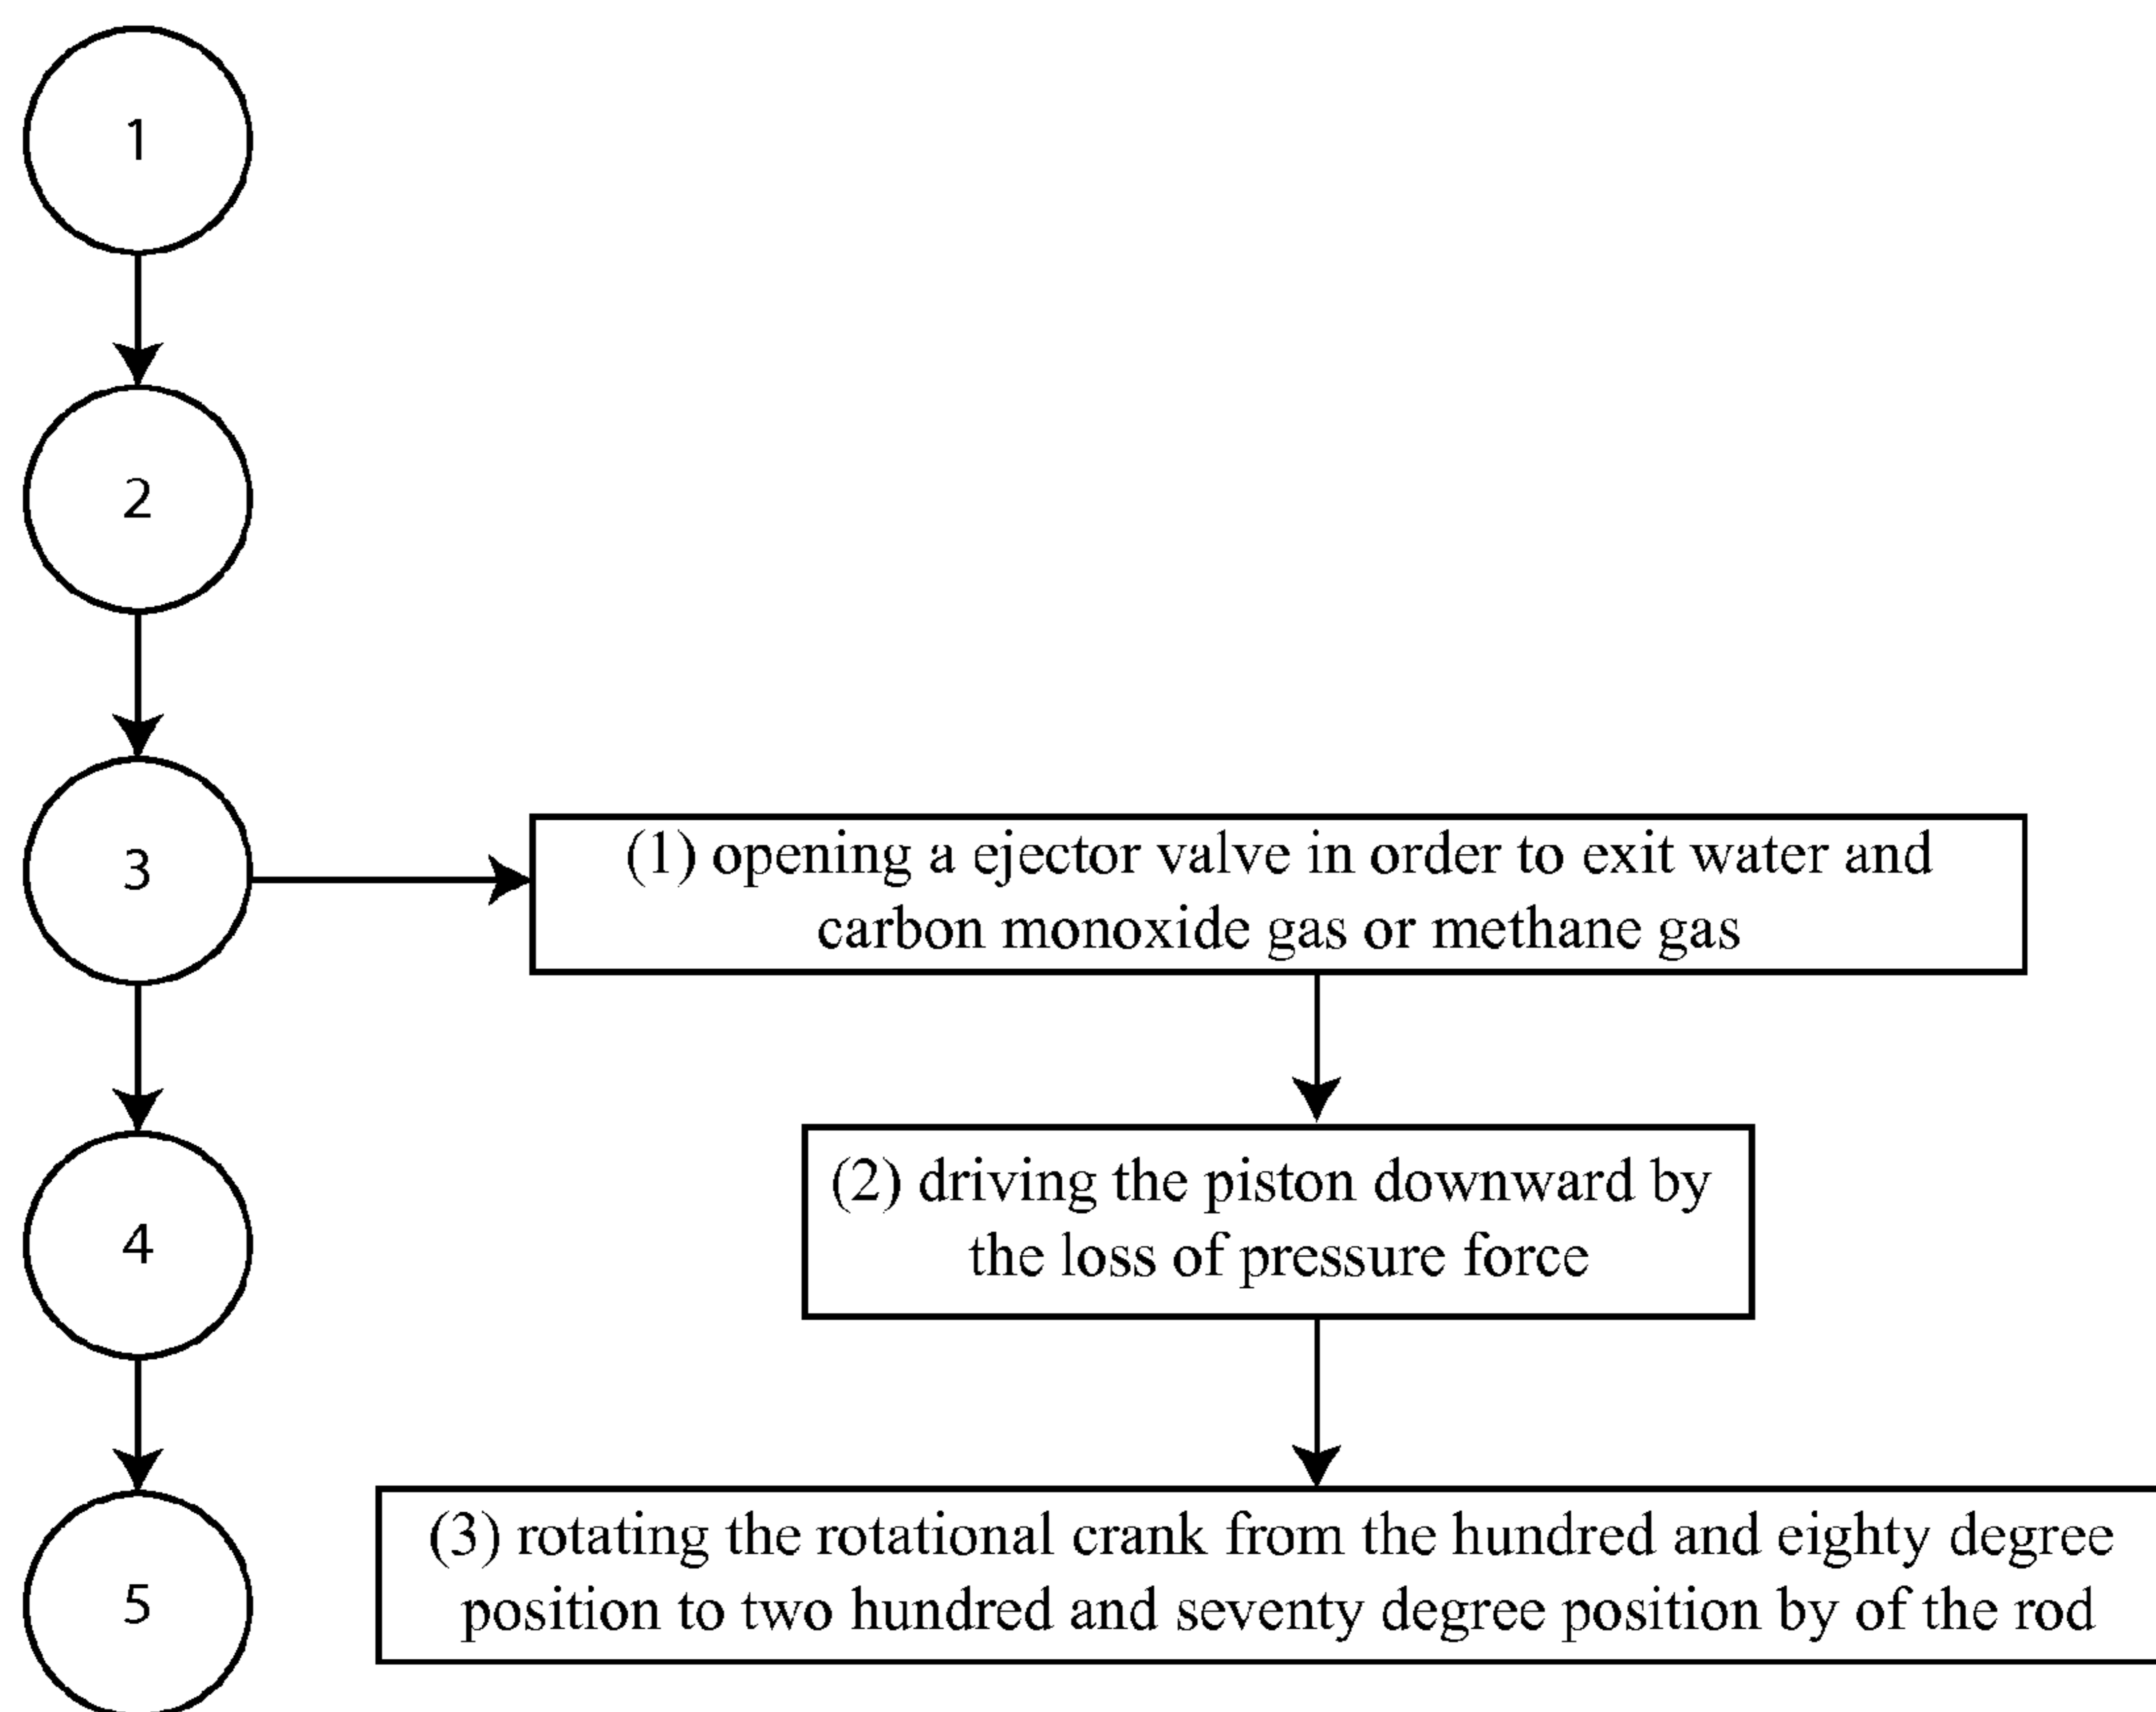 1
2
3
(1) opening a ejector valve in order to exit water and
carbon monoxide gas or methane gas
(2) driving the piston downward by
the loss of pressure force
4
(3) rotating the rotational crank from the hundred and eighty degree
position to two hundred and seventy degree position by of the rod
5